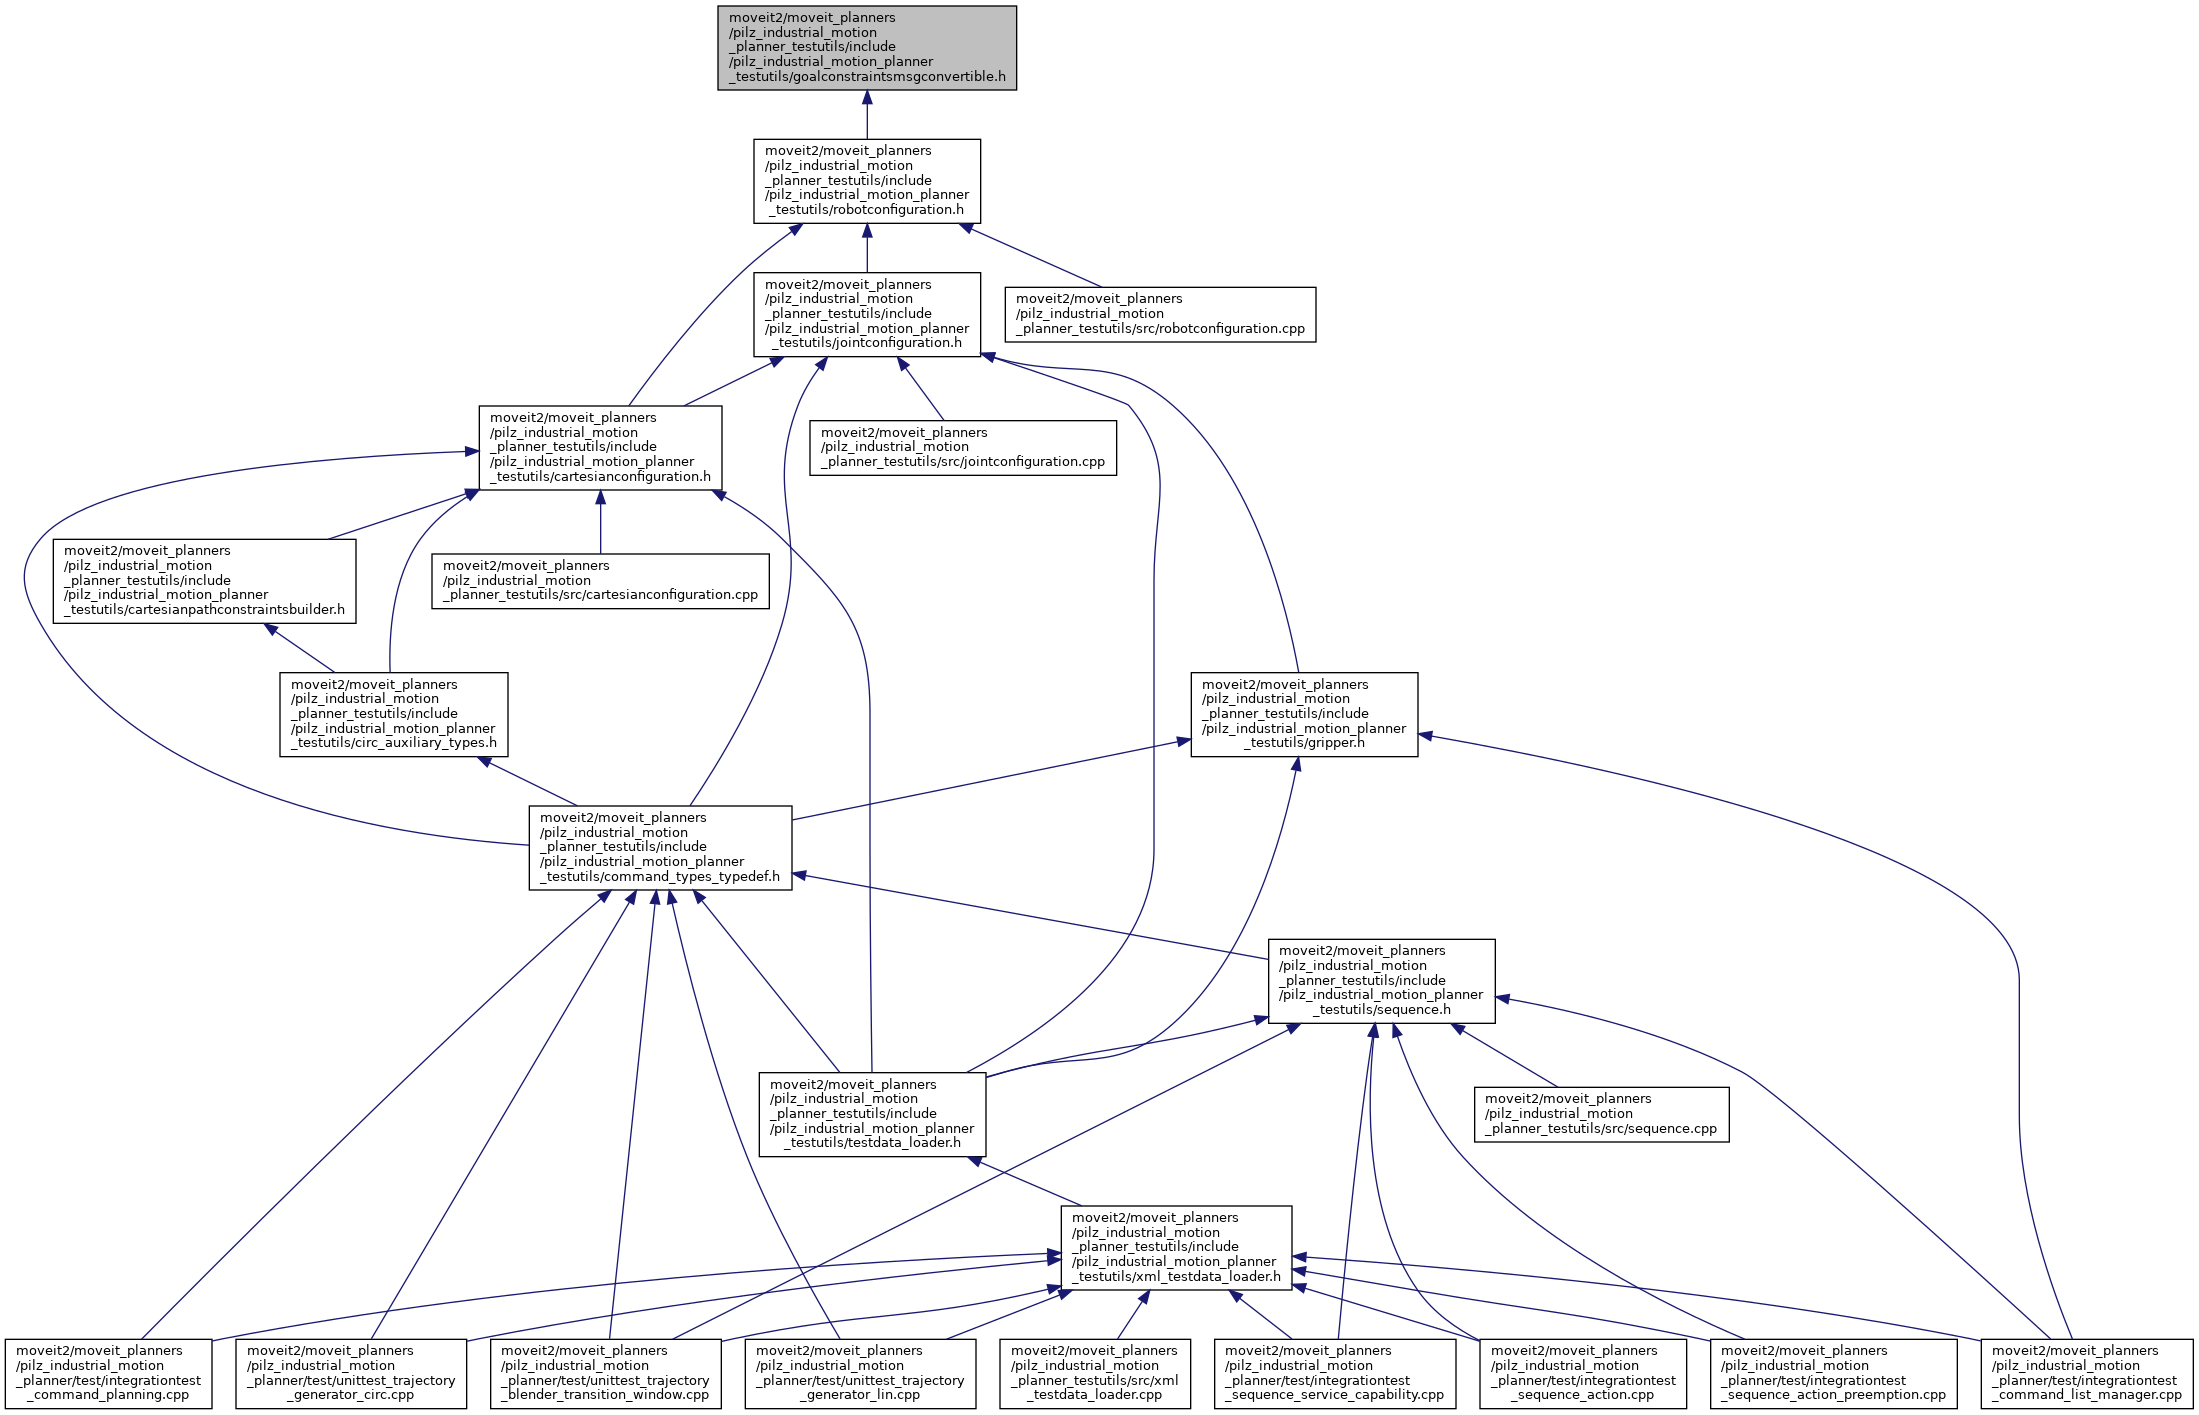 moveit2/moveit_planners
/pilz_industrial_motion
_planner_testutils/include
/pilz_industrial_motion_planner
_testutils/goalconstraintsmsgconvertible.h
moveit2/moveit_planners
/pilz_industrial_motion
_planner_testutils/include
/pilz_industrial_motion_planner
_testutils/robotconfiguration.h
moveit2/moveit_planners
/pilz_industrial_motion
_planner_testutils/include
/pilz_industrial_motion_planner
_testutils/jointconfiguration.h
moveit2/moveit_planners
/pilz_industrial_motion
_planner_testutils/src/robotconfiguration.cpp
moveit2/moveit_planners
/pilz_industrial_motion
_planner_testutils/include
/pilz_industrial_motion_planner
_testutils/cartesianconfiguration.h
moveit2/moveit_planners
/pilz_industrial_motion
_planner_testutils/src/jointconfiguration.cpp
moveit2/moveit_planners
/pilz_industrial_motion
_planner_testutils/include
/pilz_industrial_motion_planner
_testutils/cartesianpathconstraintsbuilder.h
moveit2/moveit_planners
/pilz_industrial_motion
_planner_testutils/src/cartesianconfiguration.cpp
moveit2/moveit_planners
/pilz_industrial_motion
_planner_testutils/include
/pilz_industrial_motion_planner
_testutils/circ_auxiliary_types.h
moveit2/moveit_planners
/pilz_industrial_motion
_planner_testutils/include
/pilz_industrial_motion_planner
_testutils/gripper.h
moveit2/moveit_planners
/pilz_industrial_motion
_planner_testutils/include
/pilz_industrial_motion_planner
_testutils/command_types_typedef.h
moveit2/moveit_planners
/pilz_industrial_motion
_planner_testutils/include
/pilz_industrial_motion_planner
_testutils/sequence.h
moveit2/moveit_planners
/pilz_industrial_motion
_planner_testutils/include
/pilz_industrial_motion_planner
_testutils/testdata_loader.h
moveit2/moveit_planners
/pilz_industrial_motion
_planner_testutils/src/sequence.cpp
moveit2/moveit_planners
/pilz_industrial_motion
_planner_testutils/include
/pilz_industrial_motion_planner
_testutils/xml_testdata_loader.h
moveit2/moveit_planners
/pilz_industrial_motion
_planner/test/integrationtest
_command_planning.cpp
moveit2/moveit_planners
/pilz_industrial_motion
_planner/test/unittest_trajectory
_generator_circ.cpp
moveit2/moveit_planners
/pilz_industrial_motion
_planner/test/unittest_trajectory
_blender_transition_window.cpp
moveit2/moveit_planners
/pilz_industrial_motion
_planner/test/unittest_trajectory
_generator_lin.cpp
moveit2/moveit_planners
/pilz_industrial_motion
_planner_testutils/src/xml
_testdata_loader.cpp
moveit2/moveit_planners
/pilz_industrial_motion
_planner/test/integrationtest
_sequence_service_capability.cpp
moveit2/moveit_planners
/pilz_industrial_motion
_planner/test/integrationtest
_sequence_action.cpp
moveit2/moveit_planners
/pilz_industrial_motion
_planner/test/integrationtest
_sequence_action_preemption.cpp
moveit2/moveit_planners
/pilz_industrial_motion
_planner/test/integrationtest
_command_list_manager.cpp